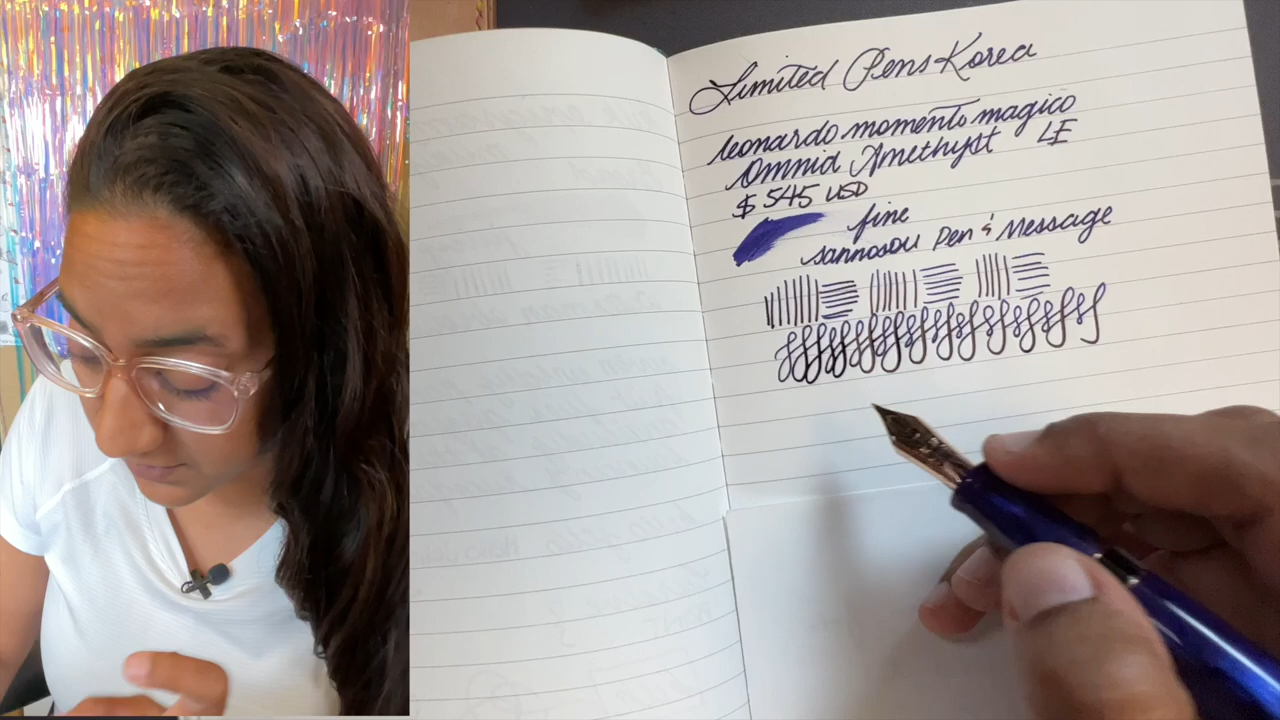 Limited Pens Korea
leonardo momento magico
Omnia Amethyst LE
$545 USD
fine
sannosou Pen & Message